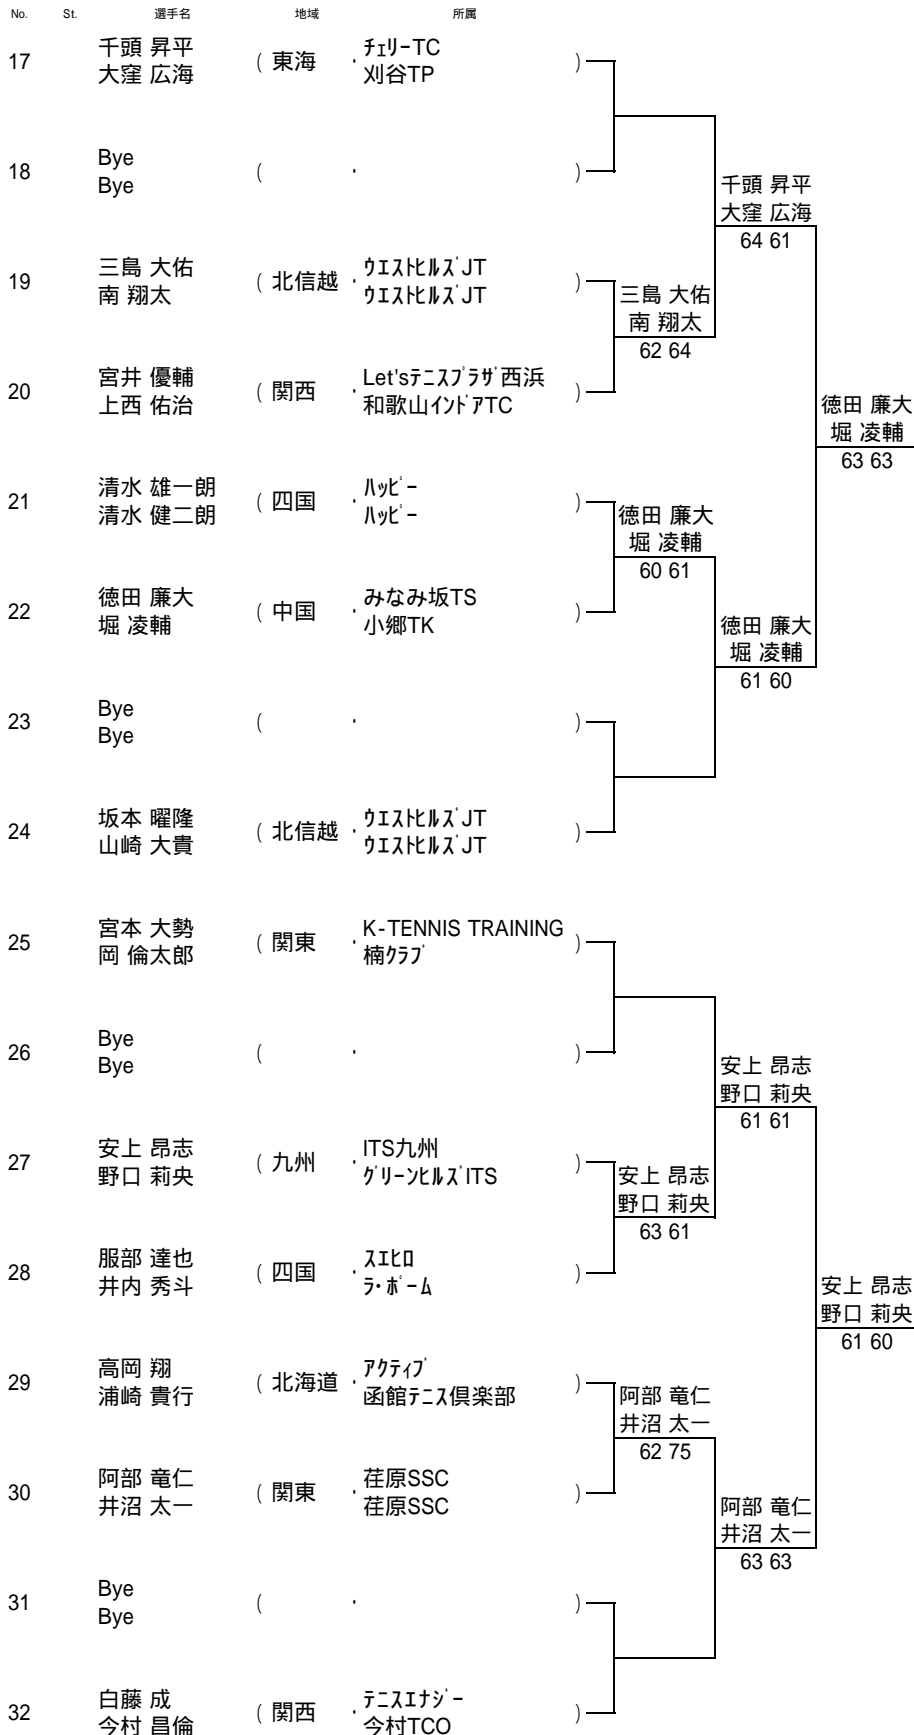 No. St. 選手名 地域 所属
17 千頭 昇平 ( 東海 ・ ﾁｪﾘｰTC )
大窪 広海 刈谷TP
18 Bye ( ・ )
Bye
千頭 昇平
大窪 広海
64 61
19 三島 大佑 ( 北信越 ・ ｳｴｽﾄﾋﾙｽﾞJT )
南 翔太 ｳｴｽﾄﾋﾙｽﾞJT
三島 大佑
南 翔太
62 64
20 宮井 優輔 ( 関西 ・ Let'sﾃﾆｽﾌﾟﾗｻﾞ西浜 )
上西 佑治 和歌山ｲﾝﾄﾞｱTC
徳田 廉大
堀 凌輔
63 63
21 清水 雄一朗 ( 四国 ・ ﾊｯﾋﾟｰ )
清水 健二朗 ﾊｯﾋﾟｰ
徳田 廉大
堀 凌輔
60 61
22 徳田 廉大 ( 中国 ・ みなみ坂TS )
堀 凌輔 小郷TK
徳田 廉大
堀 凌輔
61 60
23 Bye ( ・ )
Bye
24 坂本 曜隆 ( 北信越 ・ ｳｴｽﾄﾋﾙｽﾞJT )
山崎 大貴 ｳｴｽﾄﾋﾙｽﾞJT
25 宮本 大勢 ( 関東 ・ K-TENNIS TRAINING )
岡 倫太郎 楠ｸﾗﾌﾞ
26 Bye ( ・ )
Bye
安上 昂志
野口 莉央
61 61
27 安上 昂志 ( 九州 ・ ITS九州 )
野口 莉央 ｸﾞﾘｰﾝﾋﾙｽﾞITS
安上 昂志
野口 莉央
63 61
28 服部 達也 ( 四国 ・ ｽｴﾋﾛ )
井内 秀斗 ﾗ･ﾎﾞｰﾑ
安上 昂志
野口 莉央
61 60
29 高岡 翔 ( 北海道 ・ ｱｸﾃｨﾌﾞ )
浦崎 貴行 函館ﾃﾆｽ倶楽部
阿部 竜仁
井沼 太一
62 75
30 阿部 竜仁 ( 関東 ・ 荏原SSC )
井沼 太一 荏原SSC
阿部 竜仁
井沼 太一
63 63
31 Bye ( ・ )
Bye
32 白藤 成 ( 関西 ・ ﾃﾆｽｴﾅｼﾞｰ )
今村 昌倫 今村TCO